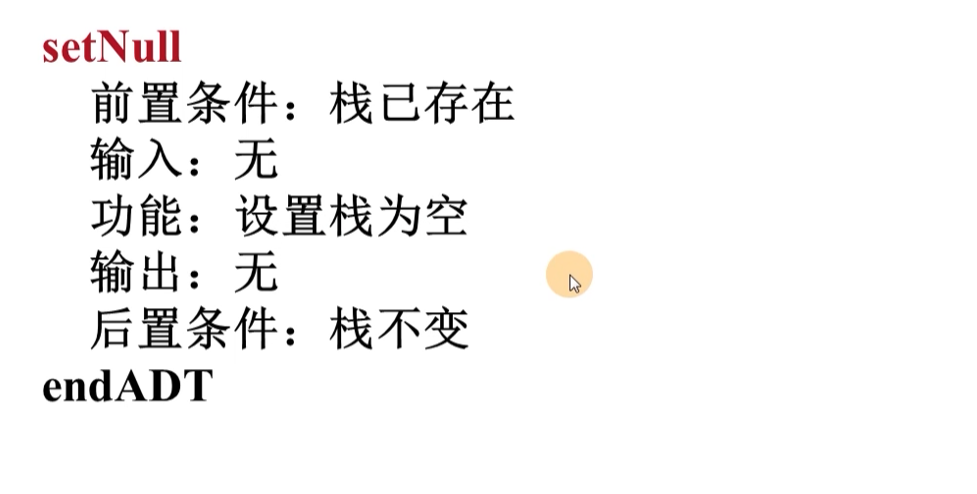 setNull
前置条件：栈已存在
输入：无
功能：设置栈为空
输出：无
后置条件：栈不变
endADT